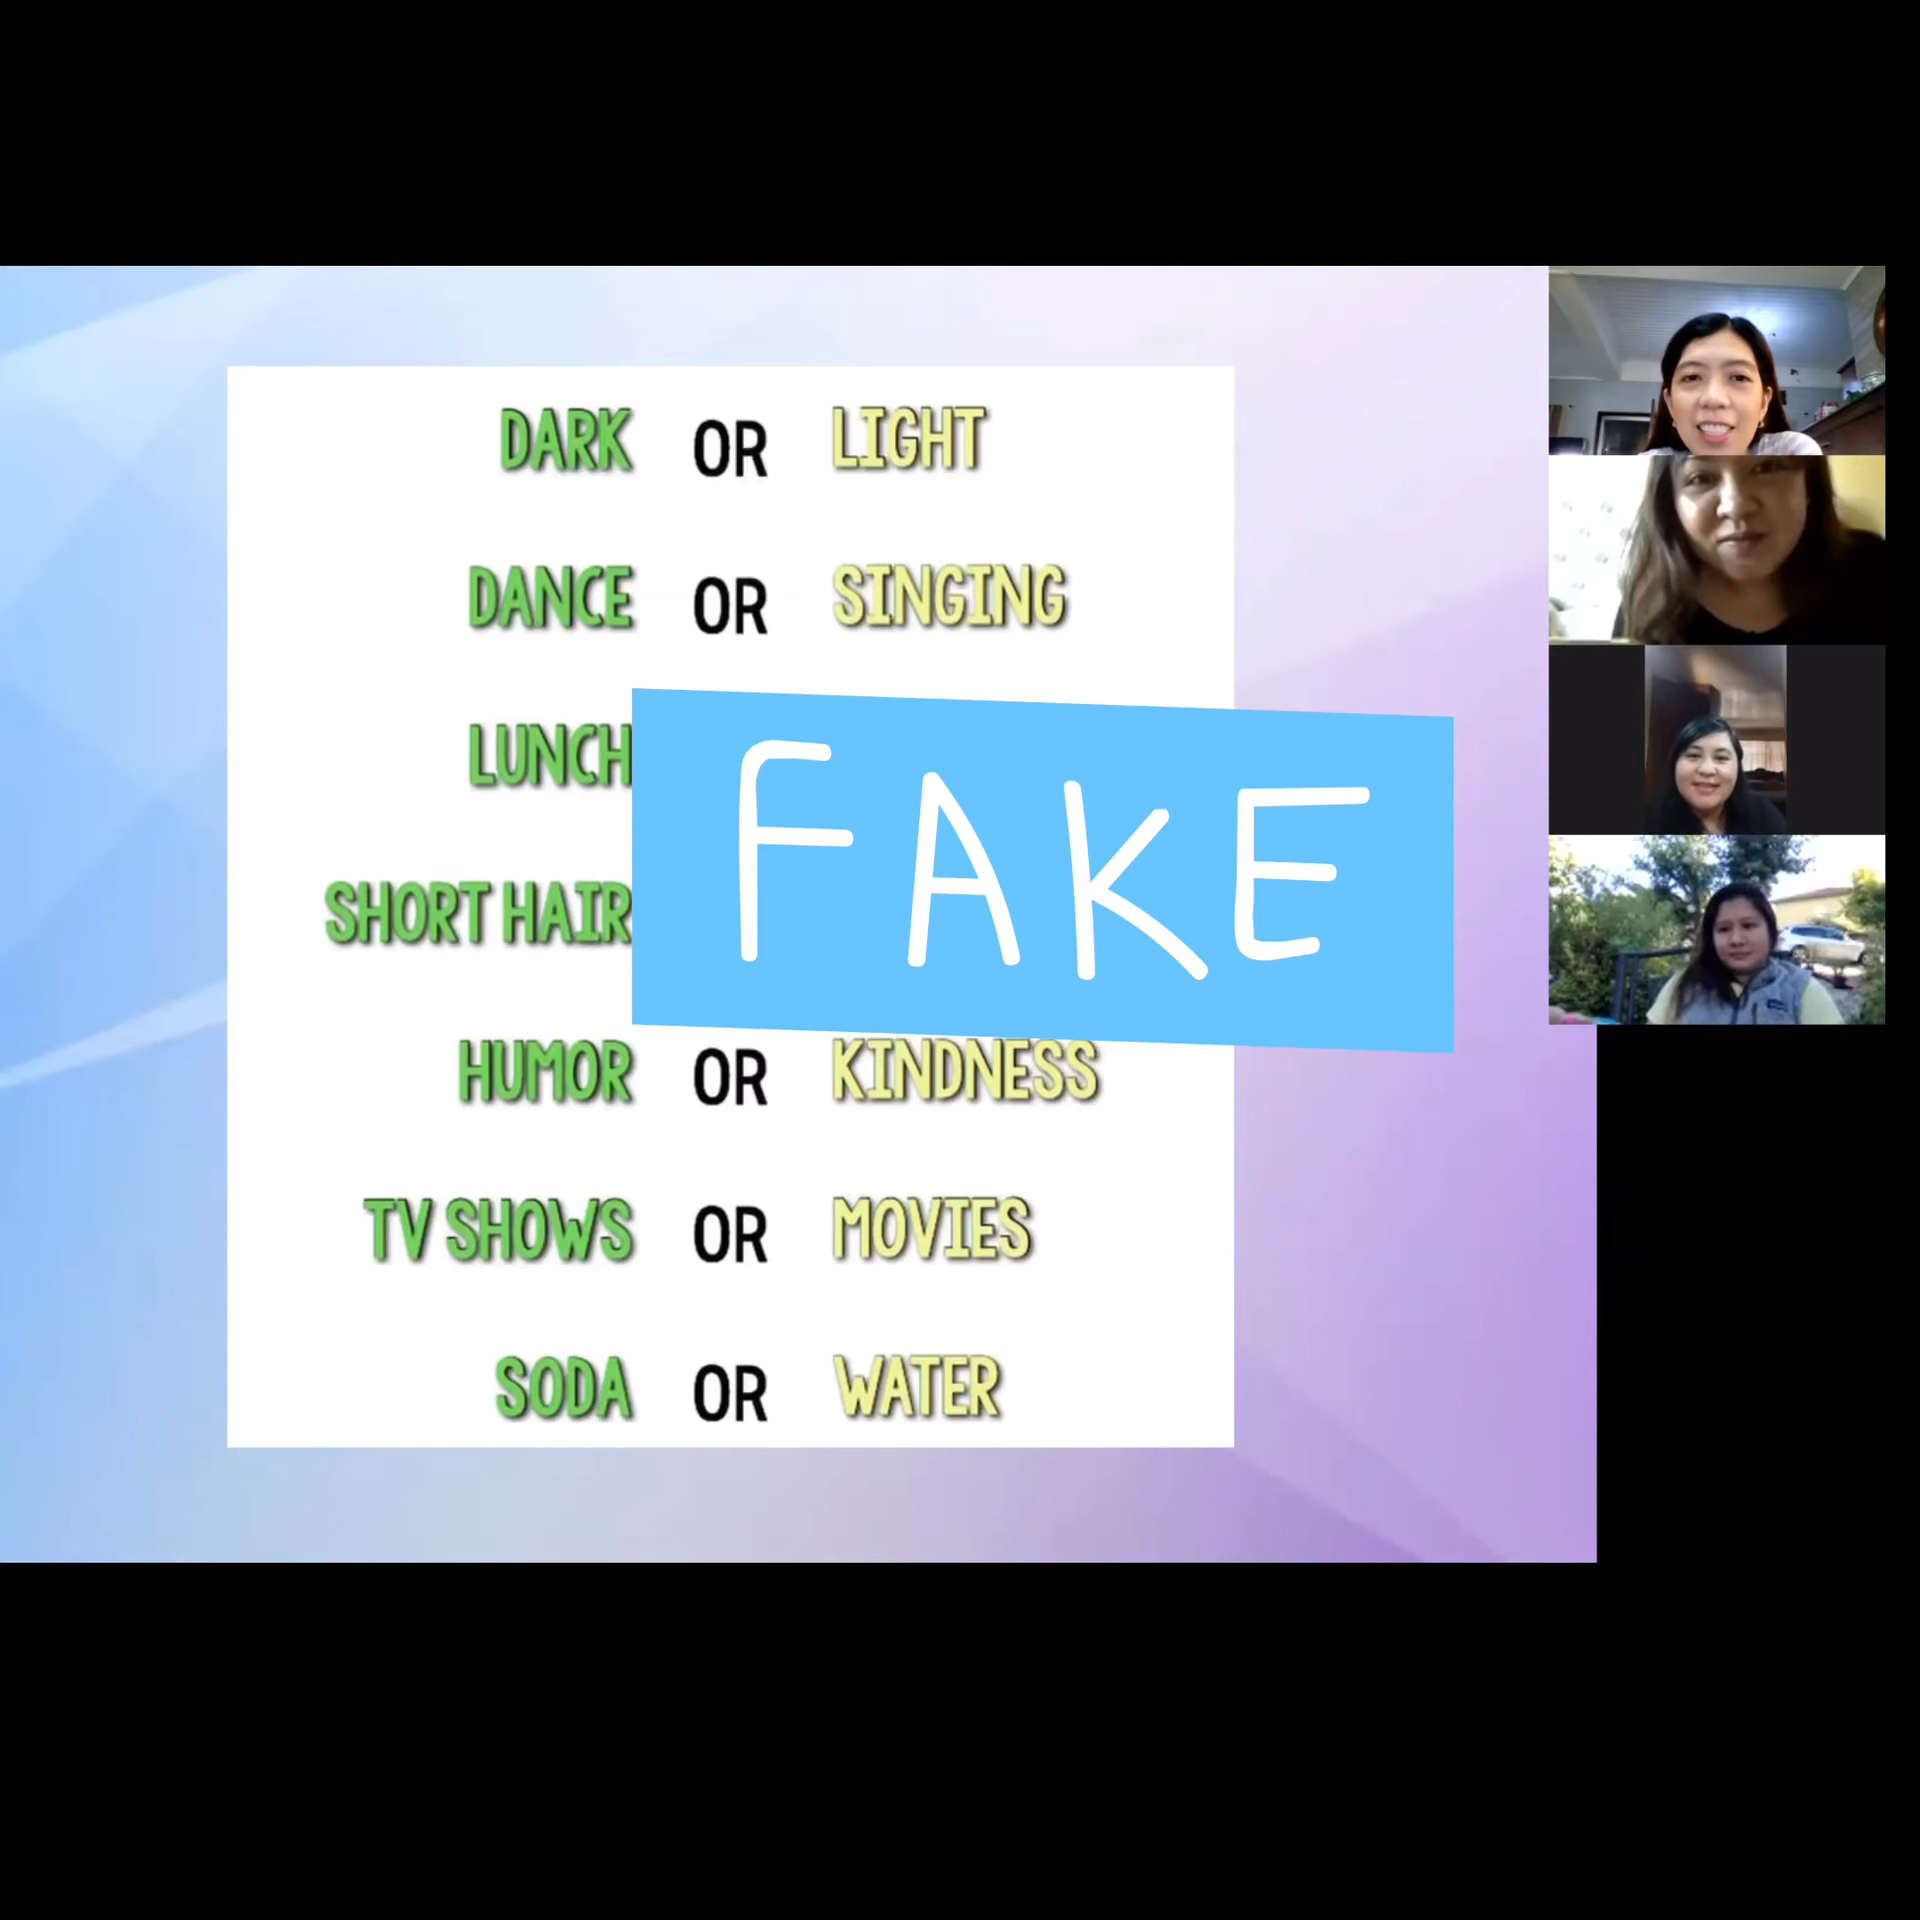 DARK OR LIGHT
DANCE OR SINGING
LUNCH
SHORT HAIR
FAKE
HUMOR OR KINDNESS
TV SHOWS OR MOVIES
SODA OR WATER